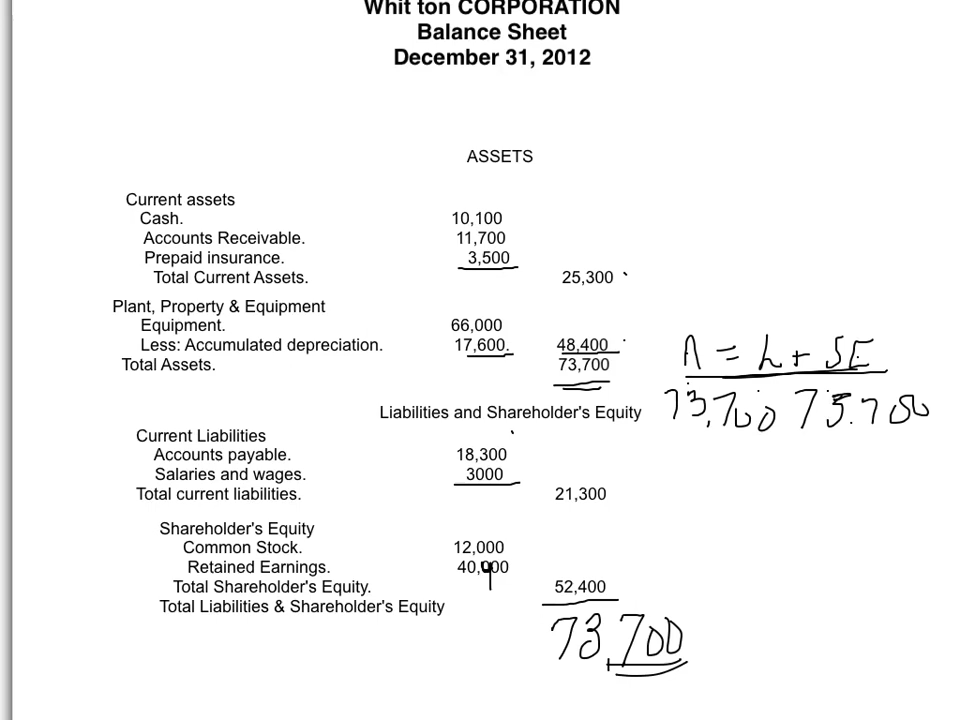 Whit ton CORPORATION
Balance Sheet
December 31, 2012
ASSETS
Current assets
Cash. 10,100
Accounts Receivable. 11,700
Prepaid insurance. 3,500
Total Current Assets. 25,300
Plant, Property & Equipment
Equipment. 66,000
Less: Accumulated depreciation. 17,600. 48,400
Total Assets. 73,700
A = L + SE
73,700 73.700
Liabilities and Shareholder's Equity
Current Liabilities
Accounts payable. 18,300
Salaries and wages. 3000
Total current liabilities. 21,300
Shareholder's Equity
Common Stock. 12,000
Retained Earnings. 40,400
Total Shareholder's Equity. 52,400
Total Liabilities & Shareholder's Equity
73,700